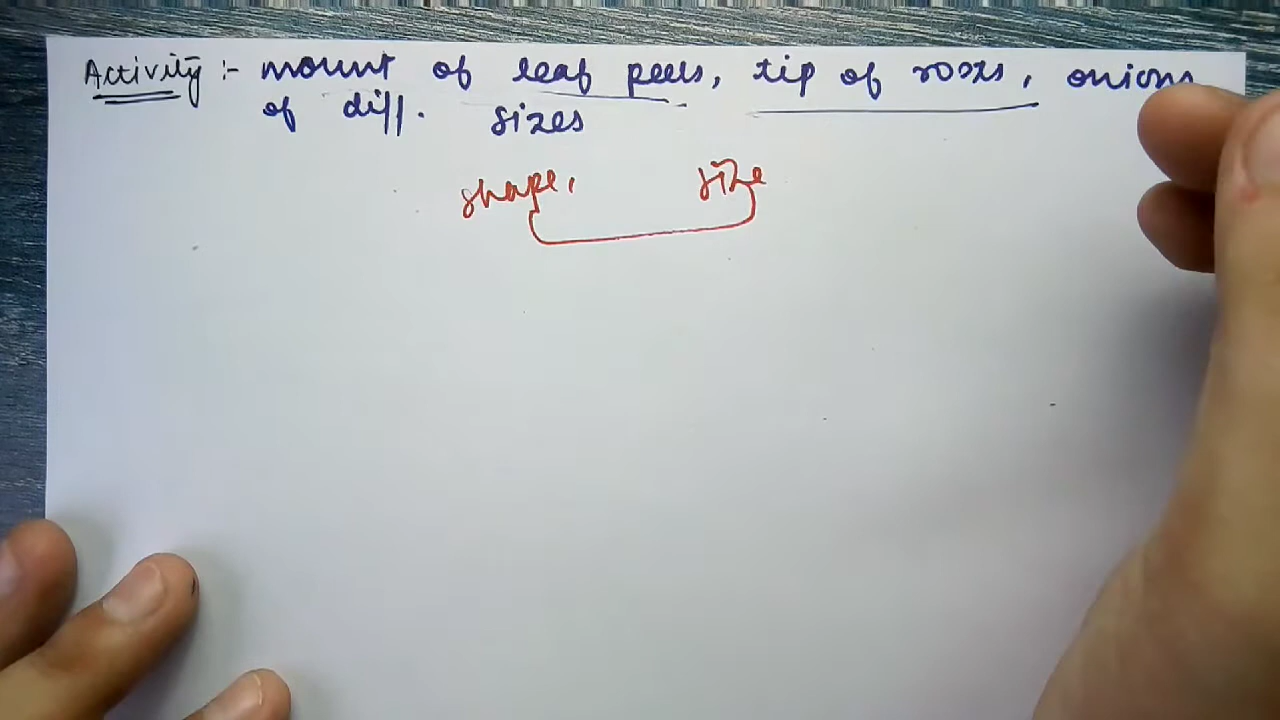 Activity :- mount of leaf peels, tip of roots, onions
of diff. sizes
shape, size